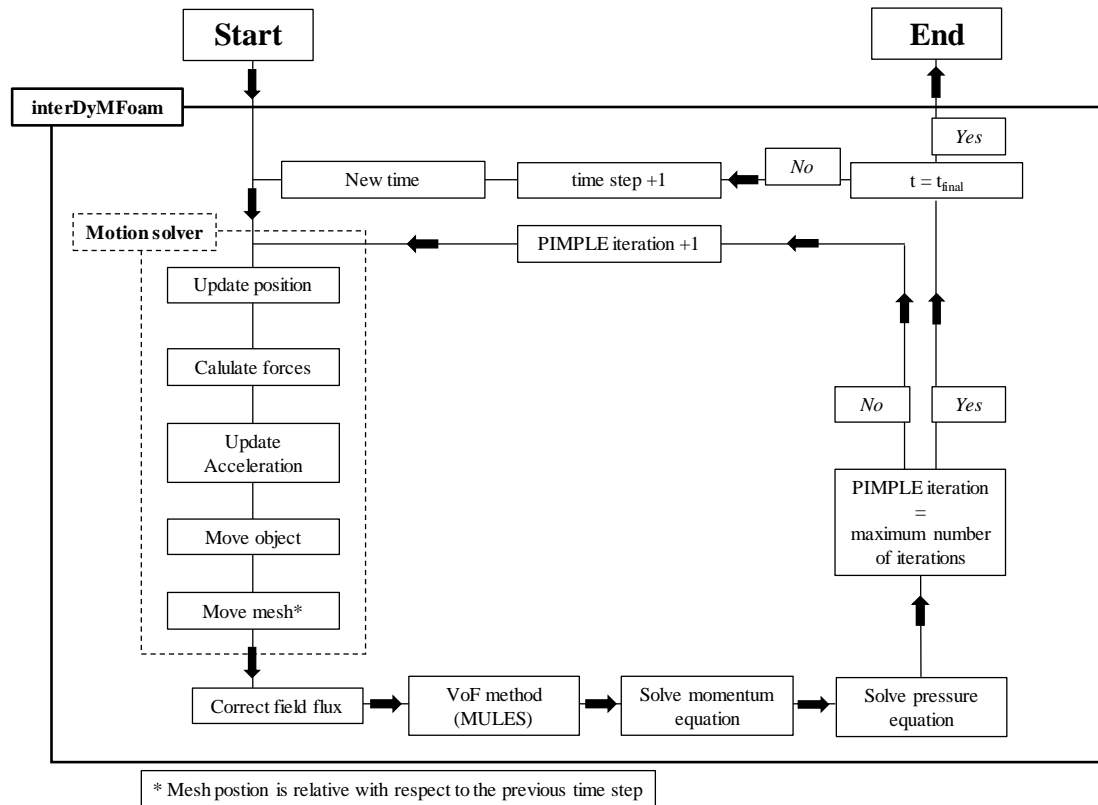 Start
End
interDyMFoam
Yes
No
New time
time step +1
t = t_final
Motion solver
PIMPLE iteration +1
Update position
Calulate forces
No
Yes
Update
Acceleration
PIMPLE iteration
=
maximum number
of iterations
Move object
Move mesh*
Correct field flux
VoF method
(MULES)
Solve momentum
equation
Solve pressure
equation
* Mesh postion is relative with respect to the previous time step